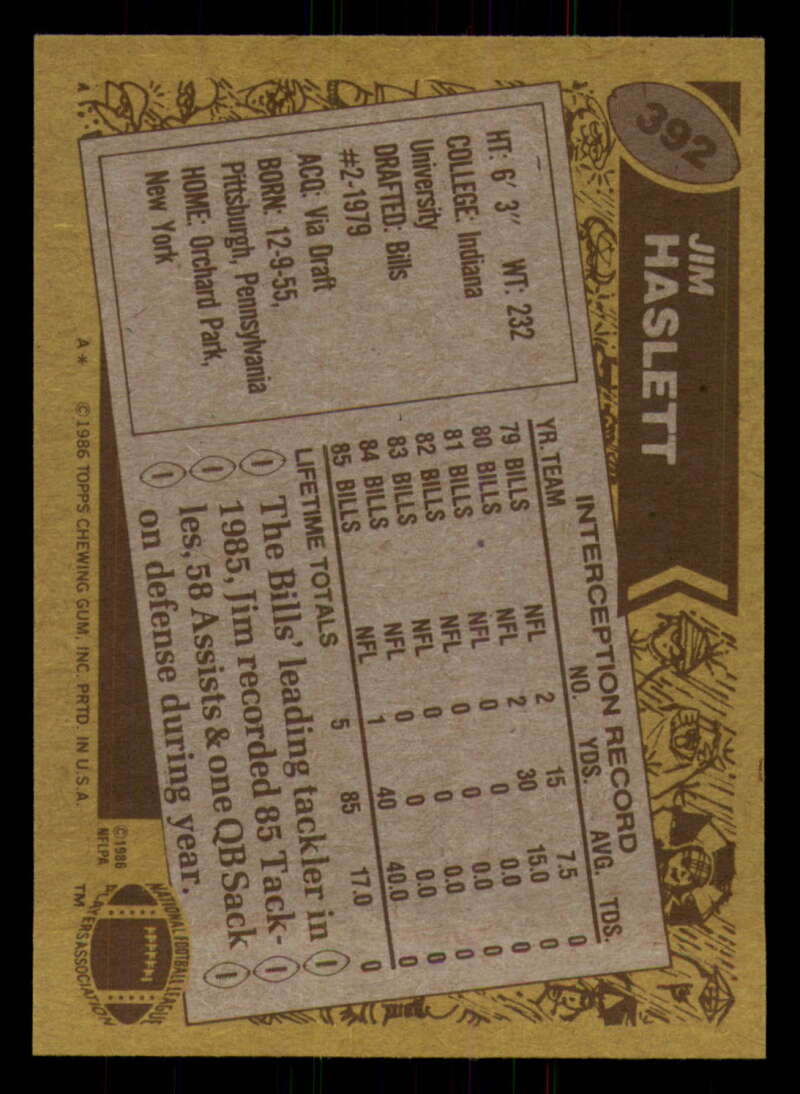 392
JIM
HASLETT
HT: 6' 3" WT: 232
COLLEGE: Indiana
University
DRAFTED: Bills
#2-1979
ACQ: Via Draft
BORN: 12-9-55,
Pittsburgh, Pennsylvania
HOME: Orchard Park,
New York
INTERCEPTION RECORD
YR. TEAM NO. YDS. AVG. TDS.
79 BILLS NFL 2 15 7.5 0
80 BILLS NFL 2 30 15.0 0
81 BILLS NFL 0 0 0.0 0
82 BILLS NFL 0 0 0.0 0
83 BILLS NFL 0 0 0.0 0
84 BILLS NFL 0 0 0.0 0
85 BILLS NFL 1 40 40.0 0
LIFETIME TOTALS 5 85 17.0 0
The Bills' leading tackler in
1985, Jim recorded 85 Tack-
les, 58 Assists & one QB Sack
on defense during year.
A* ©1986 TOPPS CHEWING GUM, INC. PRTD. IN U.S.A.
©1986
NFLPA
NATIONAL FOOTBALL LEAGUE
PLAYERS ASSOCIATION
TM